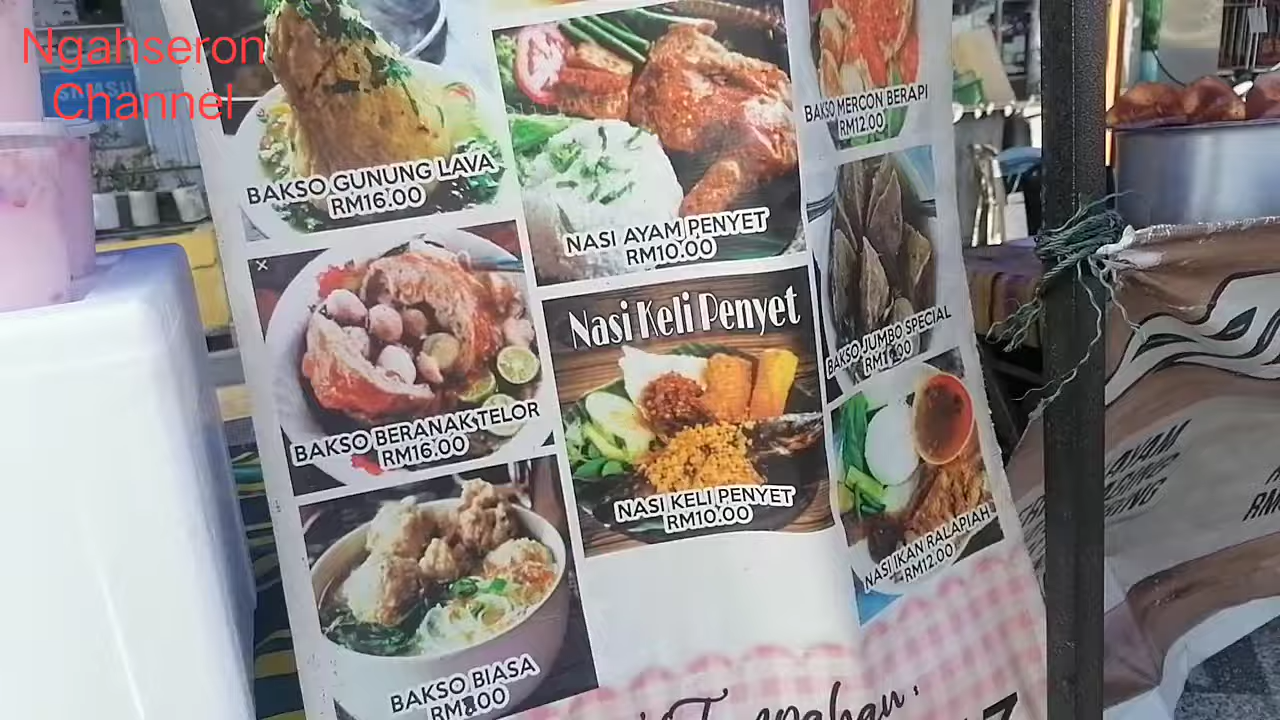 Ngahseron
Channel
BAKSO GUNUNG LAVA
RM16.00
NASI AYAM PENYET
RM10.00
BAKSO MERCON BERAPI
RM12.00
BAKSO BERANAK TELOR
RM16.00
Nasi Keli Penyet
NASI KELI PENYET
RM10.00
BAKSO JUMBO SPECIAL
NASI IKAN RALAPIAH
RM12.00
BAKSO BIASA
AYAM